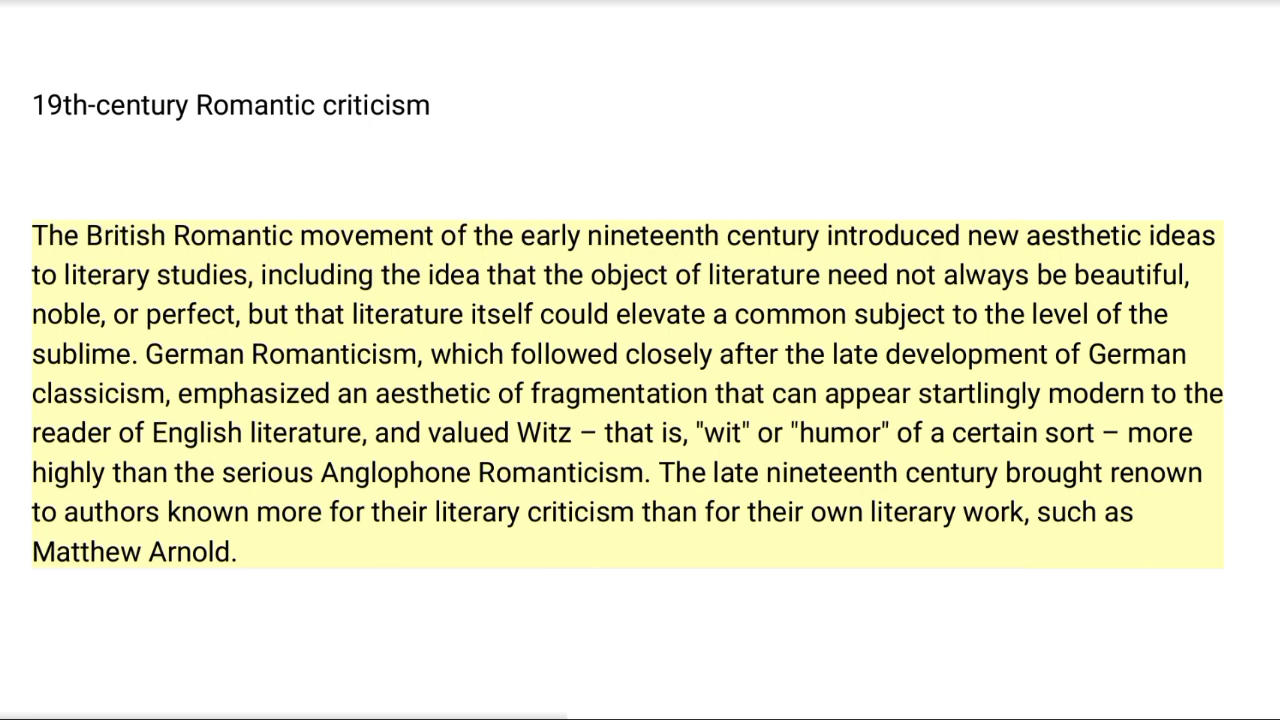 19th-century Romantic criticism
The British Romantic movement of the early nineteenth century introduced new aesthetic ideas
to literary studies, including the idea that the object of literature need not always be beautiful,
noble, or perfect, but that literature itself could elevate a common subject to the level of the
sublime. German Romanticism, which followed closely after the late development of German
classicism, emphasized an aesthetic of fragmentation that can appear startlingly modern to the
reader of English literature, and valued Witz – that is, "wit" or "humor" of a certain sort – more
highly than the serious Anglophone Romanticism. The late nineteenth century brought renown
to authors known more for their literary criticism than for their own literary work, such as
Matthew Arnold.